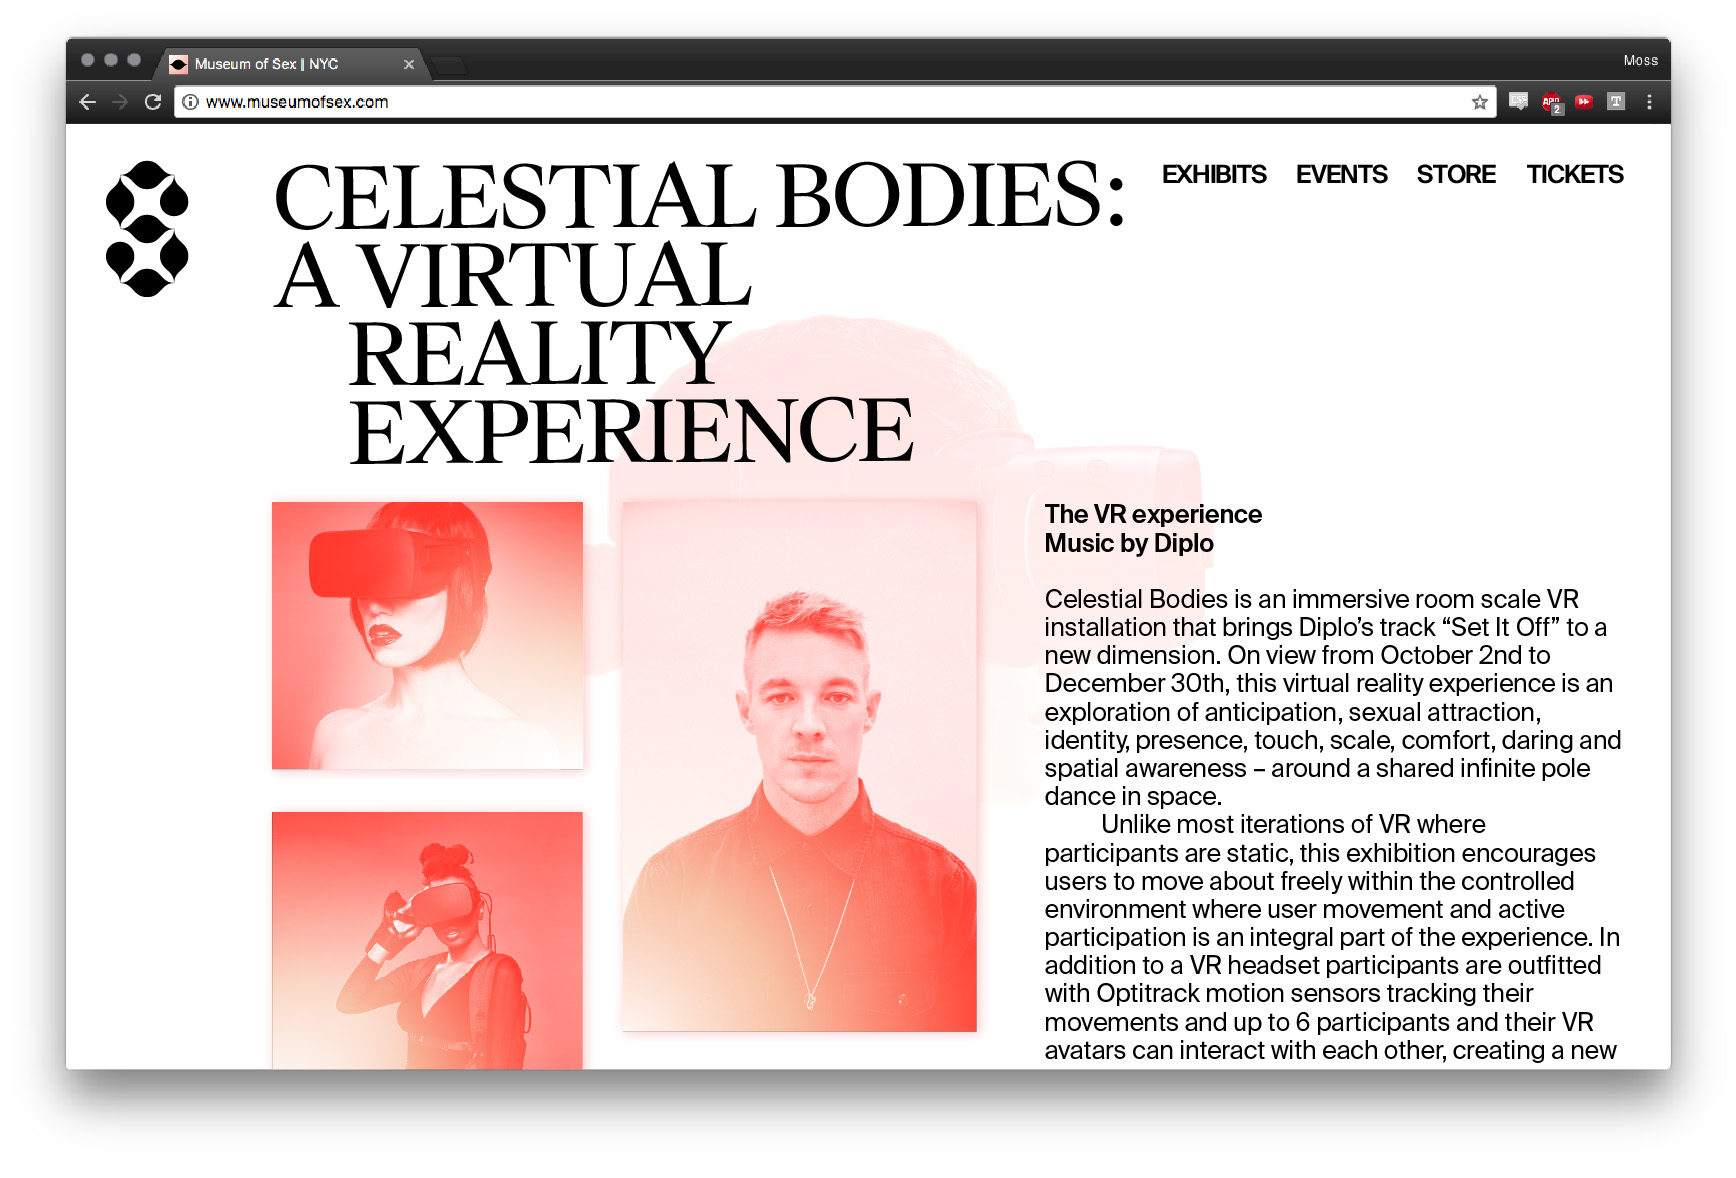 Museum of Sex | NYC
Moss
www.museumofsex.com
CSS
ABP
2
T
CELESTIAL BODIES:
A VIRTUAL
REALITY
EXPERIENCE
EXHIBITS EVENTS STORE TICKETS
The VR experience
Music by Diplo
Celestial Bodies is an immersive room scale VR
installation that brings Diplo’s track “Set It Off” to a
new dimension. On view from October 2nd to
December 30th, this virtual reality experience is an
exploration of anticipation, sexual attraction,
identity, presence, touch, scale, comfort, daring and
spatial awareness – around a shared infinite pole
dance in space.
Unlike most iterations of VR where
participants are static, this exhibition encourages
users to move about freely within the controlled
environment where user movement and active
participation is an integral part of the experience. In
addition to a VR headset participants are outfitted
with Optitrack motion sensors tracking their
movements and up to 6 participants and their VR
avatars can interact with each other, creating a new